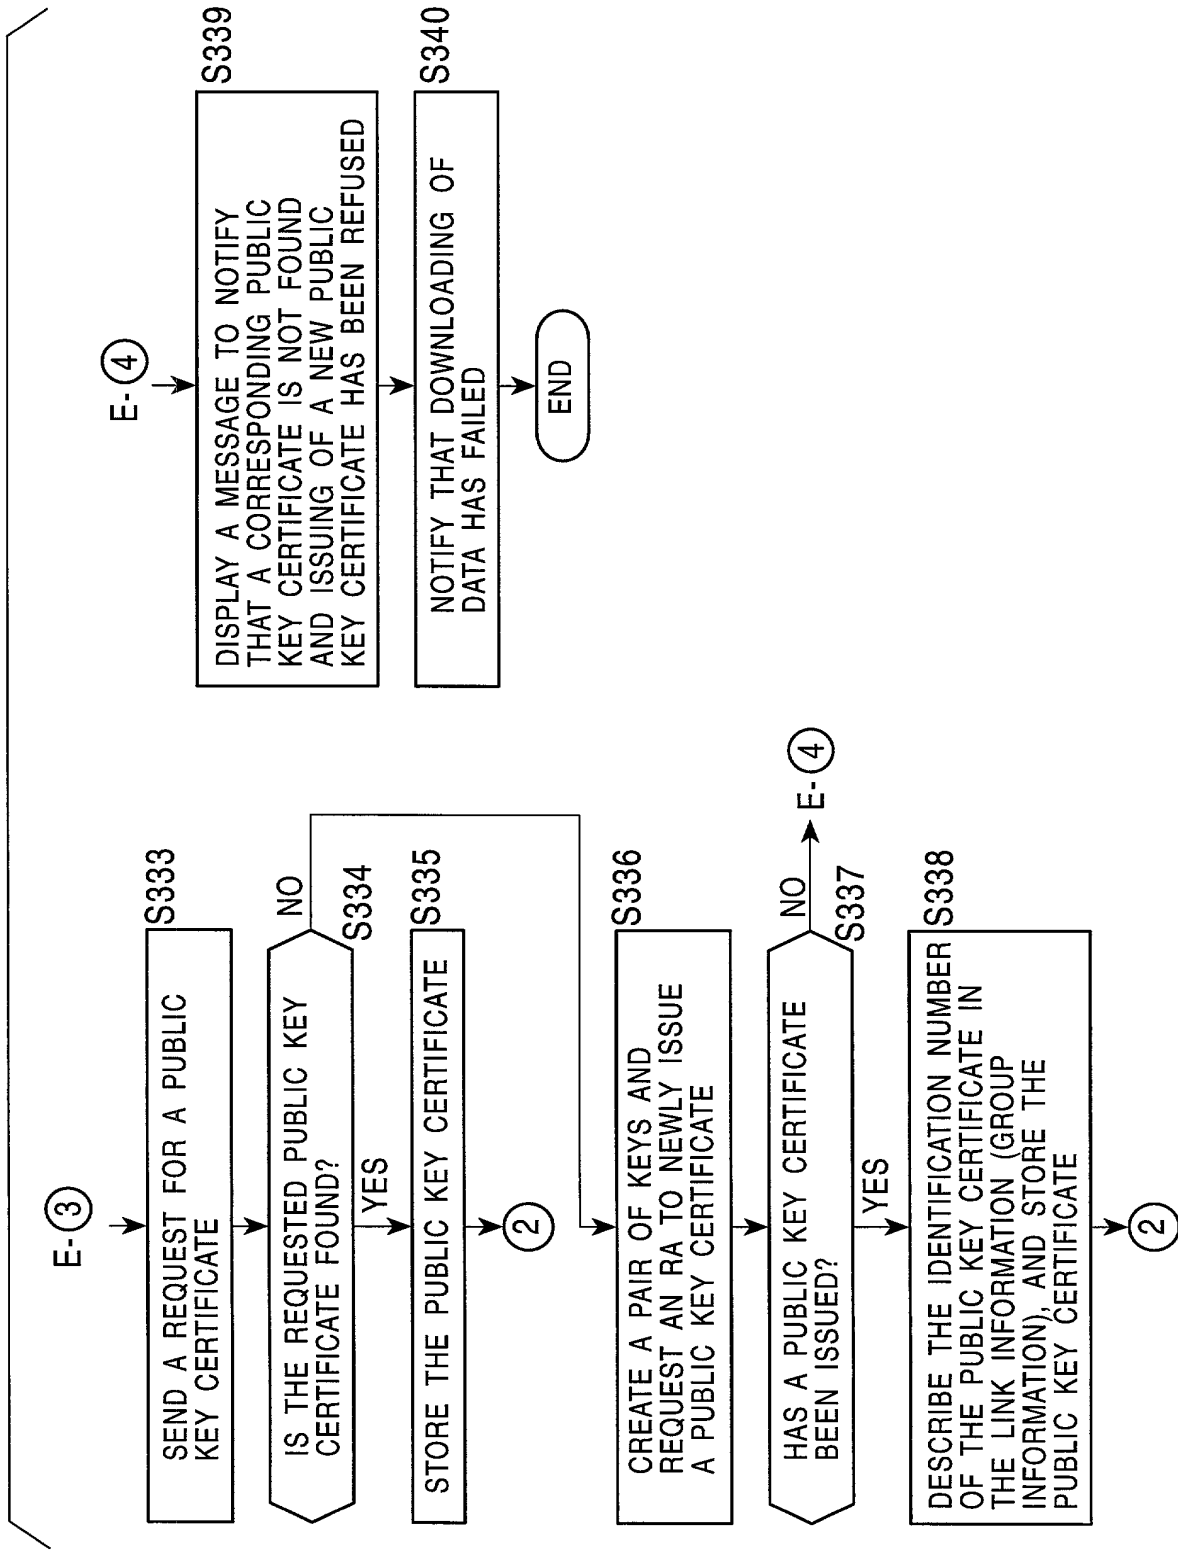 E-3
S333
SEND A REQUEST FOR A PUBLIC
KEY CERTIFICATE
IS THE REQUESTED PUBLIC KEY
CERTIFICATE FOUND?
NO
S334
YES
S335
STORE THE PUBLIC KEY CERTIFICATE
2
S336
CREATE A PAIR OF KEYS AND
REQUEST AN RA TO NEWLY ISSUE
A PUBLIC KEY CERTIFICATE
HAS A PUBLIC KEY CERTIFICATE
BEEN ISSUED?
NO
E-4
S337
YES
S338
DESCRIBE THE IDENTIFICATION NUMBER
OF THE PUBLIC KEY CERTIFICATE IN
THE LINK INFORMATION (GROUP
INFORMATION), AND STORE THE
PUBLIC KEY CERTIFICATE
2
E-4
S339
DISPLAY A MESSAGE TO NOTIFY
THAT A CORRESPONDING PUBLIC
KEY CERTIFICATE IS NOT FOUND
AND ISSUING OF A NEW PUBLIC
KEY CERTIFICATE HAS BEEN REFUSED
S340
NOTIFY THAT DOWNLOADING OF
DATA HAS FAILED
END